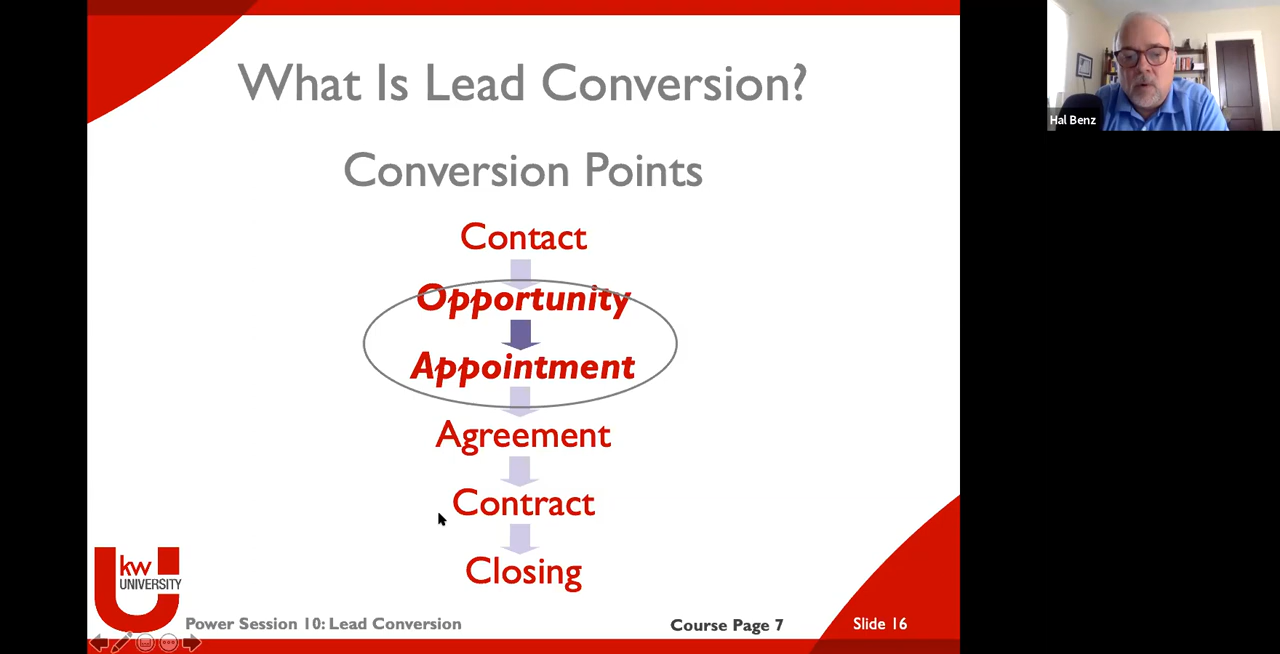 What Is Lead Conversion?
Conversion Points
Contact
Opportunity
Appointment
Agreement
Contract
Closing
kw
UNIVERSITY
Power Session 10: Lead Conversion
Course Page 7
Slide 16
Hal Benz